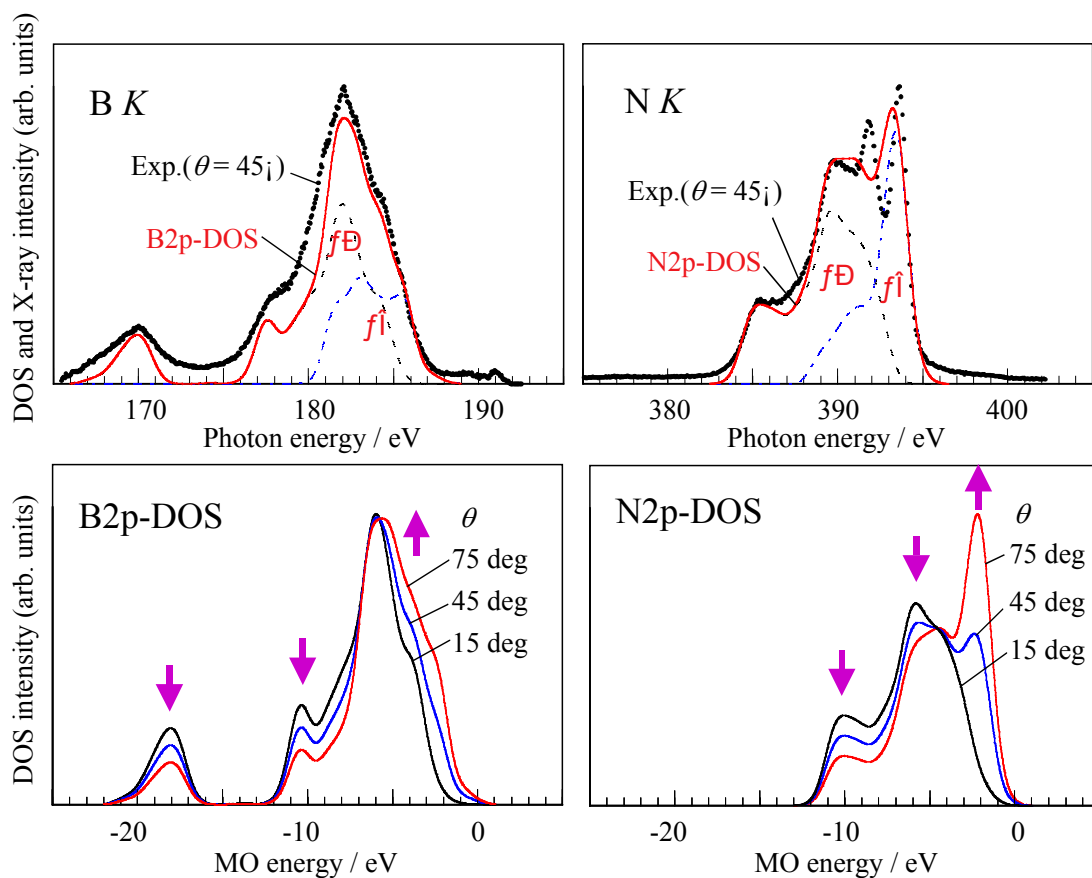 DOS and X-ray intensity (arb. units)
B K
Exp.(θ = 45¡)
B2p-DOS
ƒÐ
ƒÎ
170
180
190
Photon energy / eV
N K
Exp.(θ = 45¡)
N2p-DOS
ƒÐ
ƒÎ
380
390
400
Photon energy / eV
DOS intensity (arb. units)
B2p-DOS
θ
75 deg
45 deg
15 deg
-20
-10
0
MO energy / eV
N2p-DOS
θ
75 deg
45 deg
15 deg
-20
-10
0
MO energy / eV